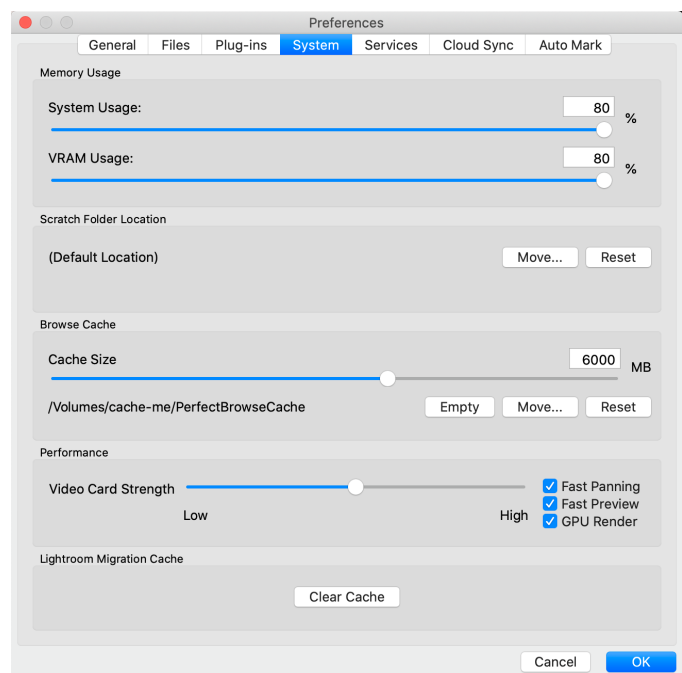 Preferences
General Files Plug-ins System Services Cloud Sync Auto Mark
Memory Usage
System Usage: 80 %
VRAM Usage: 80 %
Scratch Folder Location
(Default Location) Move... Reset
Browse Cache
Cache Size 6000 MB
/Volumes/cache-me/PerfectBrowseCache Empty Move... Reset
Performance
Video Card Strength Fast Panning
Fast Preview
Low High GPU Render
Lightroom Migration Cache
Clear Cache
Cancel OK